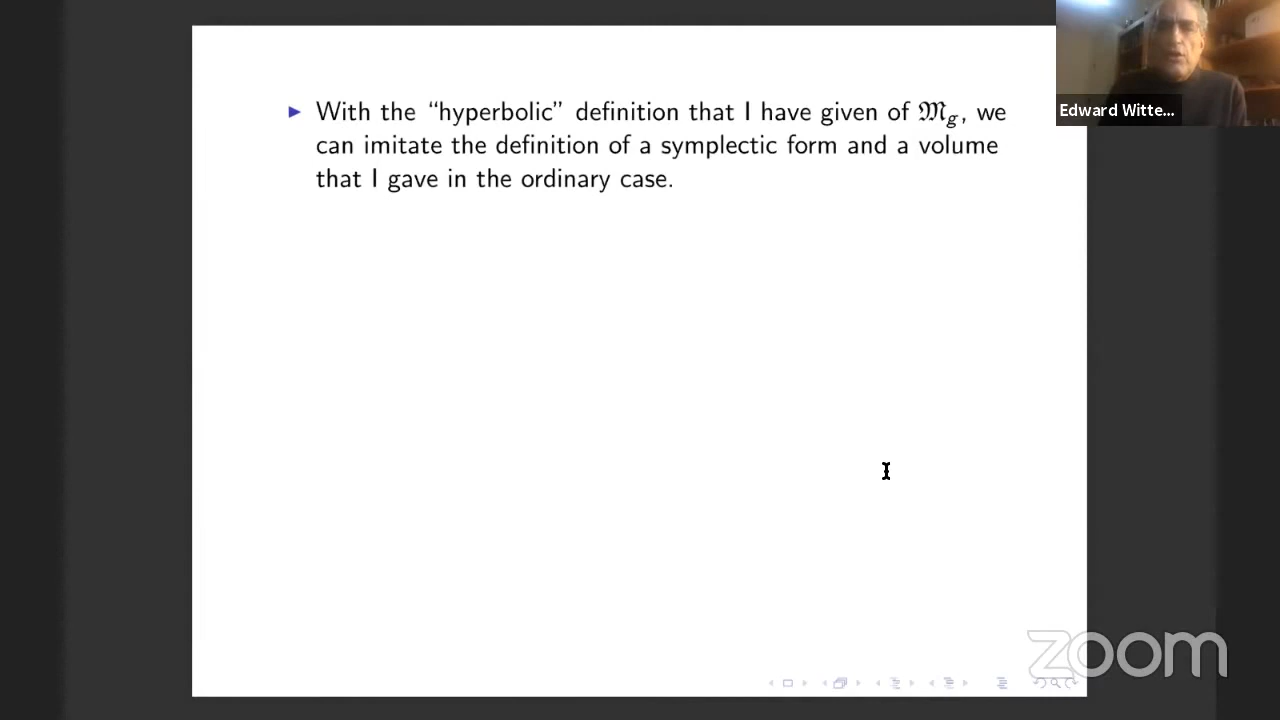 With the “hyperbolic” definition that I have given of 𝔐_g, we
can imitate the definition of a symplectic form and a volume
that I gave in the ordinary case.
Edward Witte...
zoom